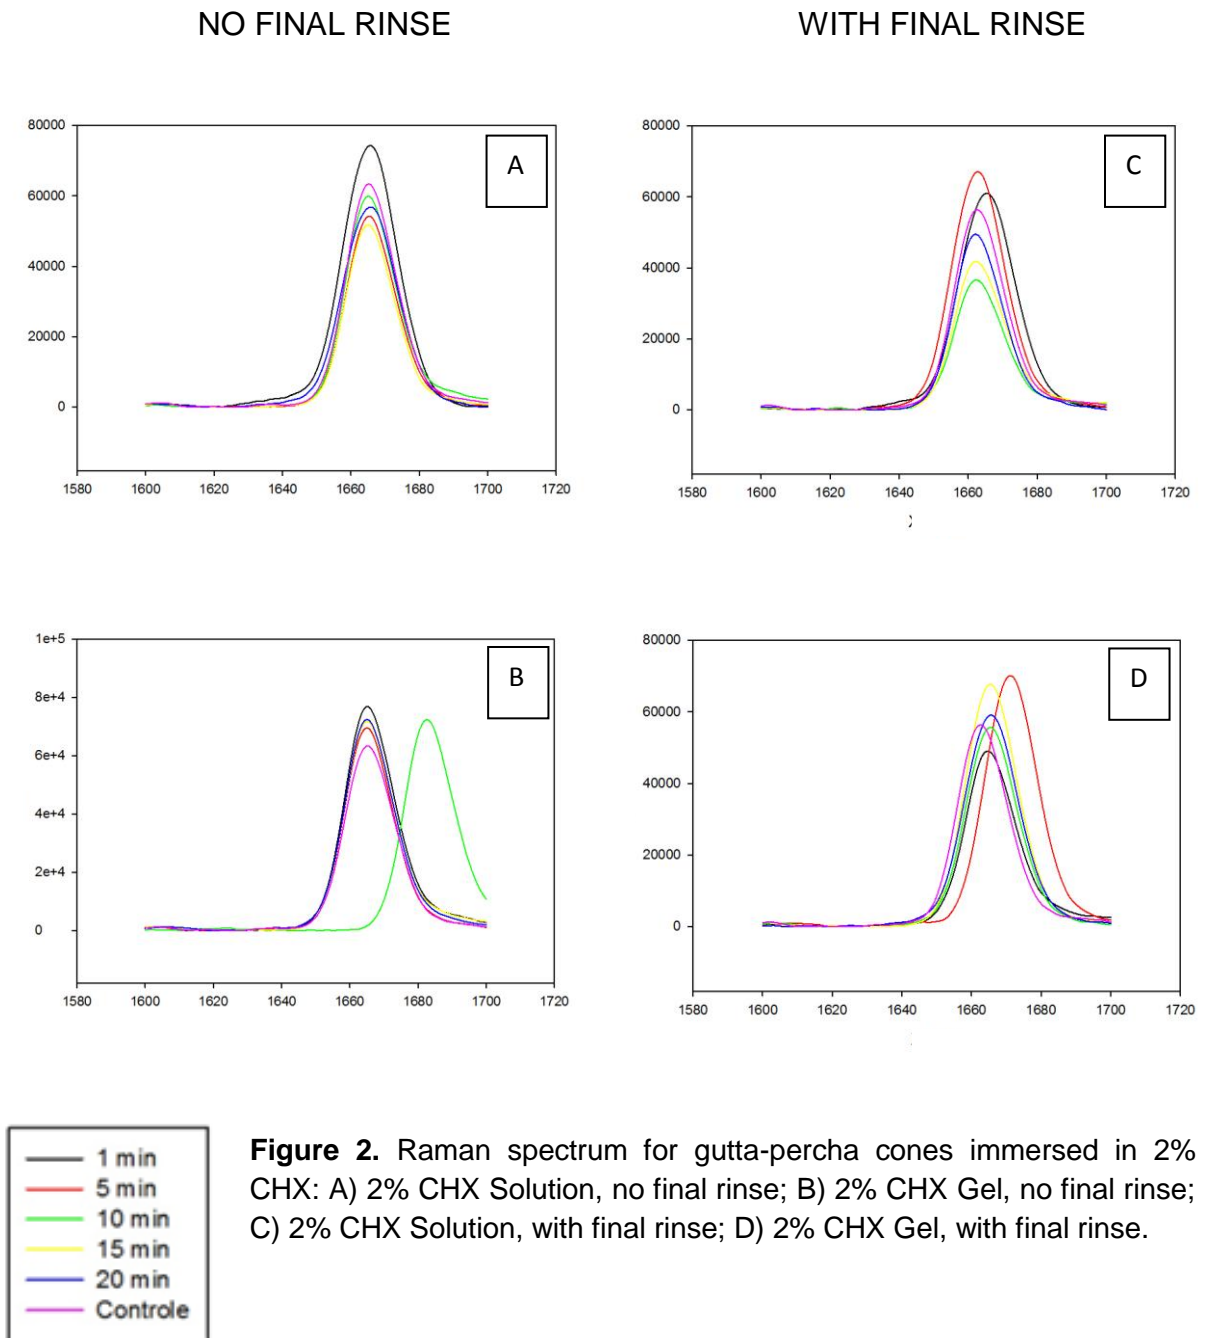 NO FINAL RINSE
WITH FINAL RINSE
80000
60000
40000
20000
0
1580 1600 1620 1640 1660 1680 1700 1720
A
80000
60000
40000
20000
0
1580 1600 1620 1640 1660 1680 1700 1720
C
1e+5
8e+4
6e+4
4e+4
2e+4
0
1580 1600 1620 1640 1660 1680 1700 1720
B
80000
60000
40000
20000
0
1580 1600 1620 1640 1660 1680 1700 1720
D
1 min
5 min
10 min
15 min
20 min
Controle
Figure 2. Raman spectrum for gutta-percha cones immersed in 2%
CHX: A) 2% CHX Solution, no final rinse; B) 2% CHX Gel, no final rinse;
C) 2% CHX Solution, with final rinse; D) 2% CHX Gel, with final rinse.